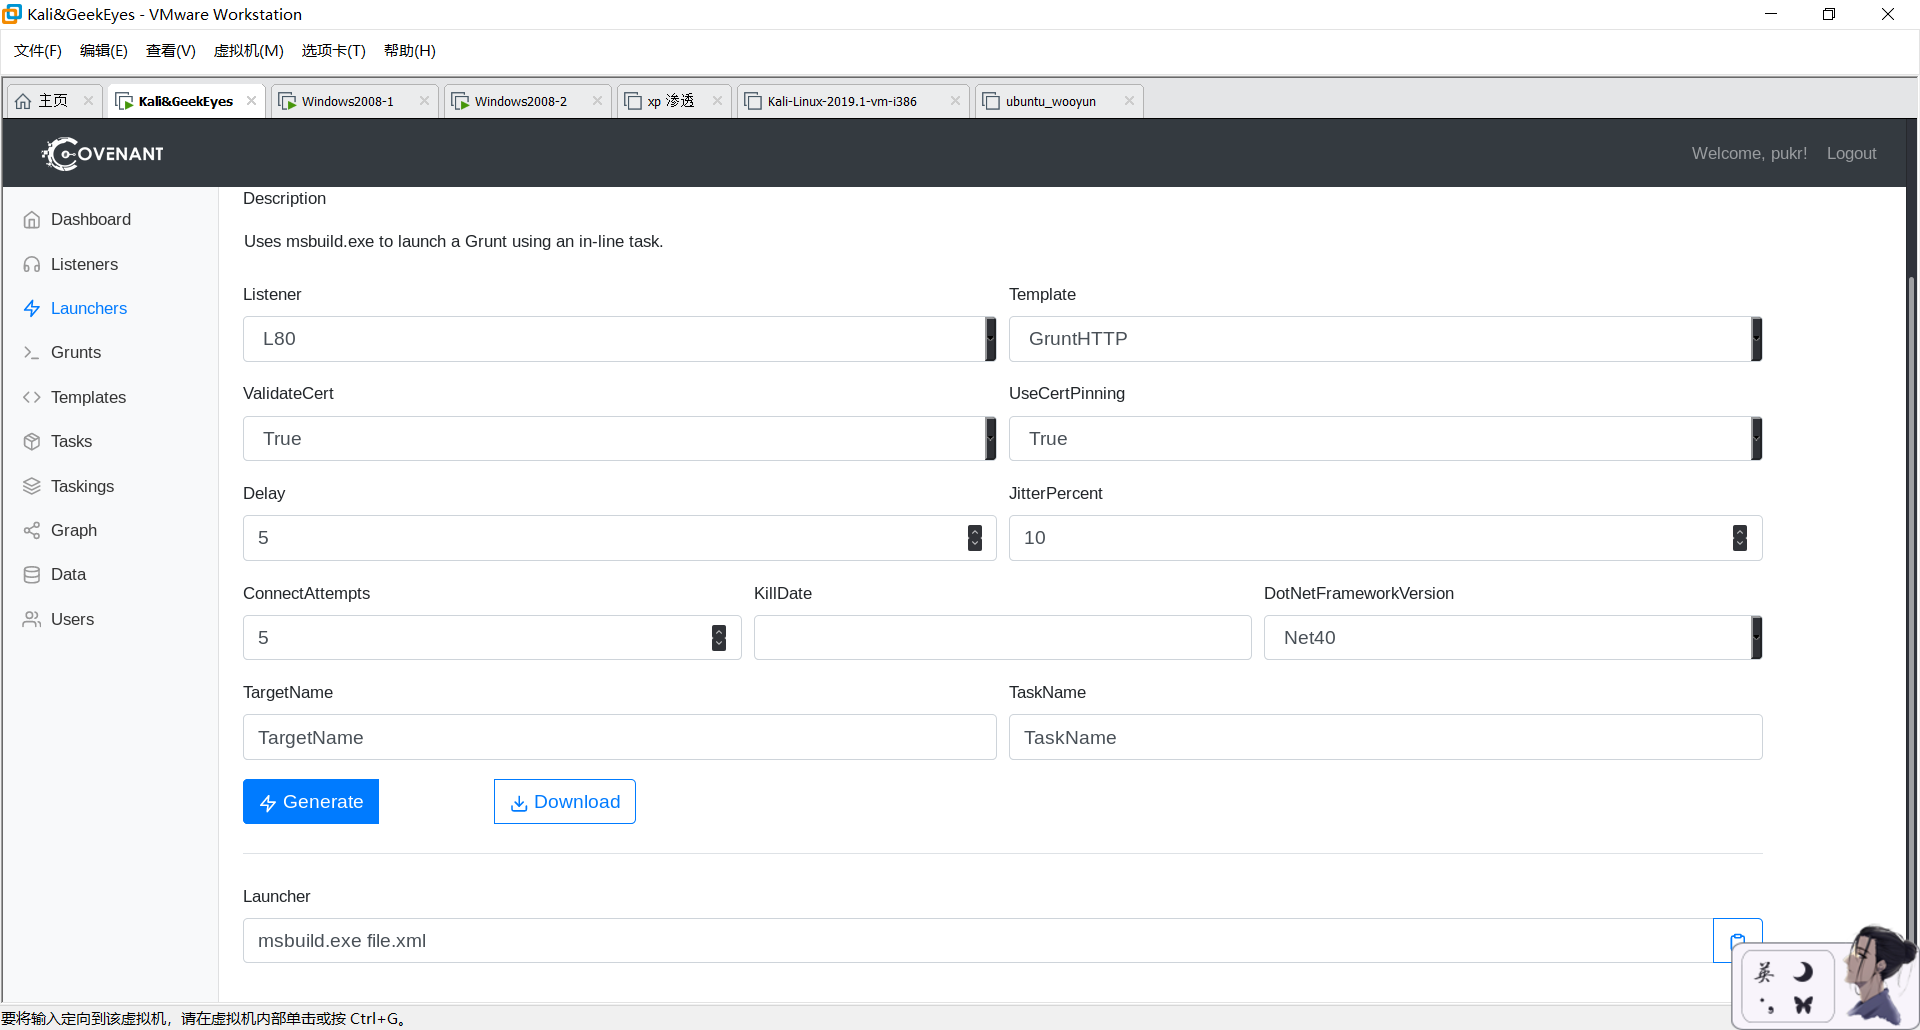 Kali&GeekEyes - VMware Workstation
文件(F) 编辑(E) 查看(V) 虚拟机(M) 选项卡(T) 帮助(H)
主页 Kali&GeekEyes Windows2008-1 Windows2008-2 xp 渗透 Kali-Linux-2019.1-vm-i386 ubuntu_wooyun
COVENANT Welcome, pukr! Logout
Dashboard
Listeners
Launchers
Grunts
Templates
Tasks
Taskings
Graph
Data
Users
Description
Uses msbuild.exe to launch a Grunt using an in-line task.
Listener Template
L80 GruntHTTP
ValidateCert UseCertPinning
True True
Delay JitterPercent
5 10
ConnectAttempts KillDate DotNetFrameworkVersion
5 Net40
TargetName TaskName
TargetName TaskName
Generate Download
Launcher
msbuild.exe file.xml
英
要将输入定向到该虚拟机，请在虚拟机内部单击或按 Ctrl+G。